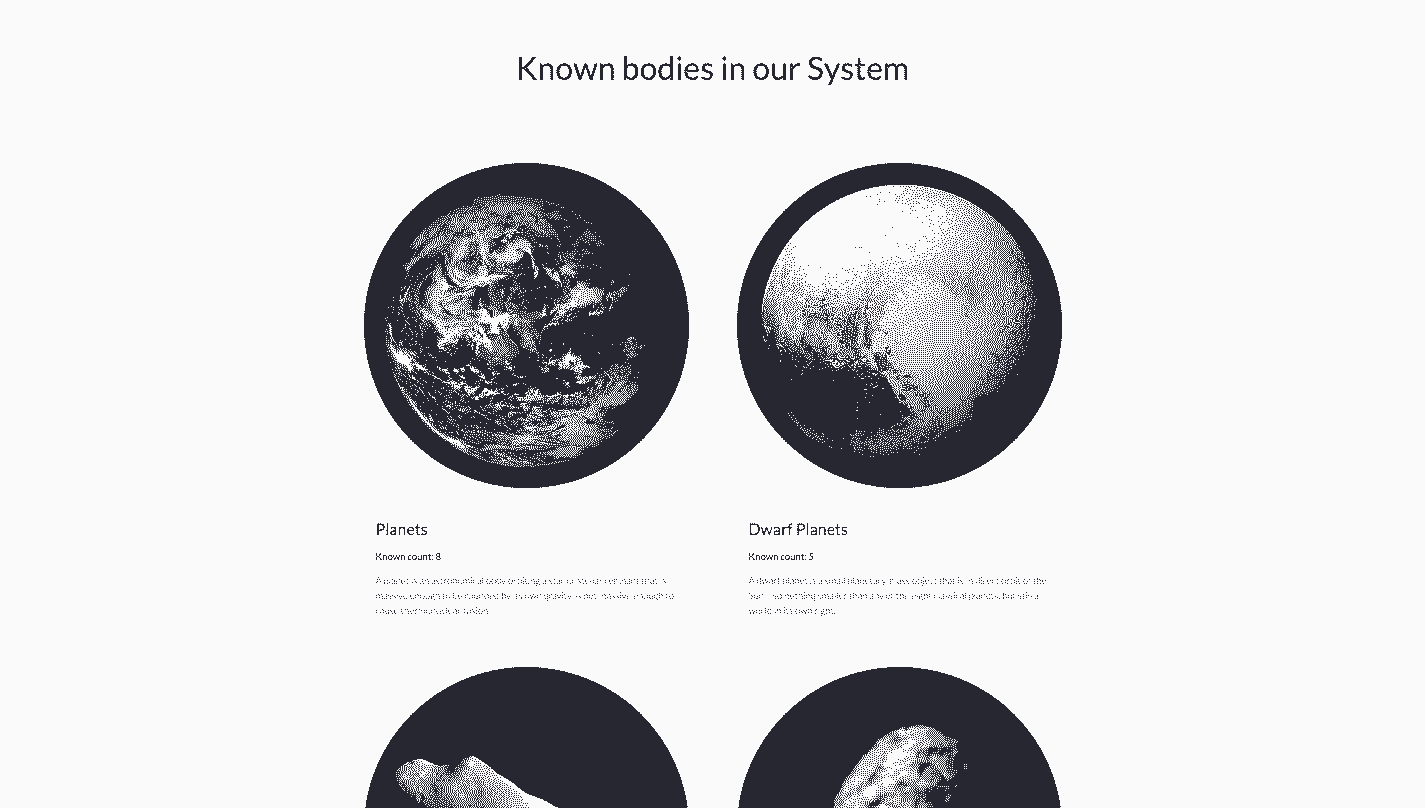 Known bodies in our System
Planets
Known count: 8
A planet is an astronomical body orbiting a star or stellar remnant that is
massive enough to be rounded by its own gravity, is not massive enough to
cause thermonuclear fusion
Dwarf Planets
Known count: 5
A dwarf planet is a small planetary-mass object that is in direct orbit of the
Sun - something smaller than any of the eight classical planets, but still a
world in its own right.